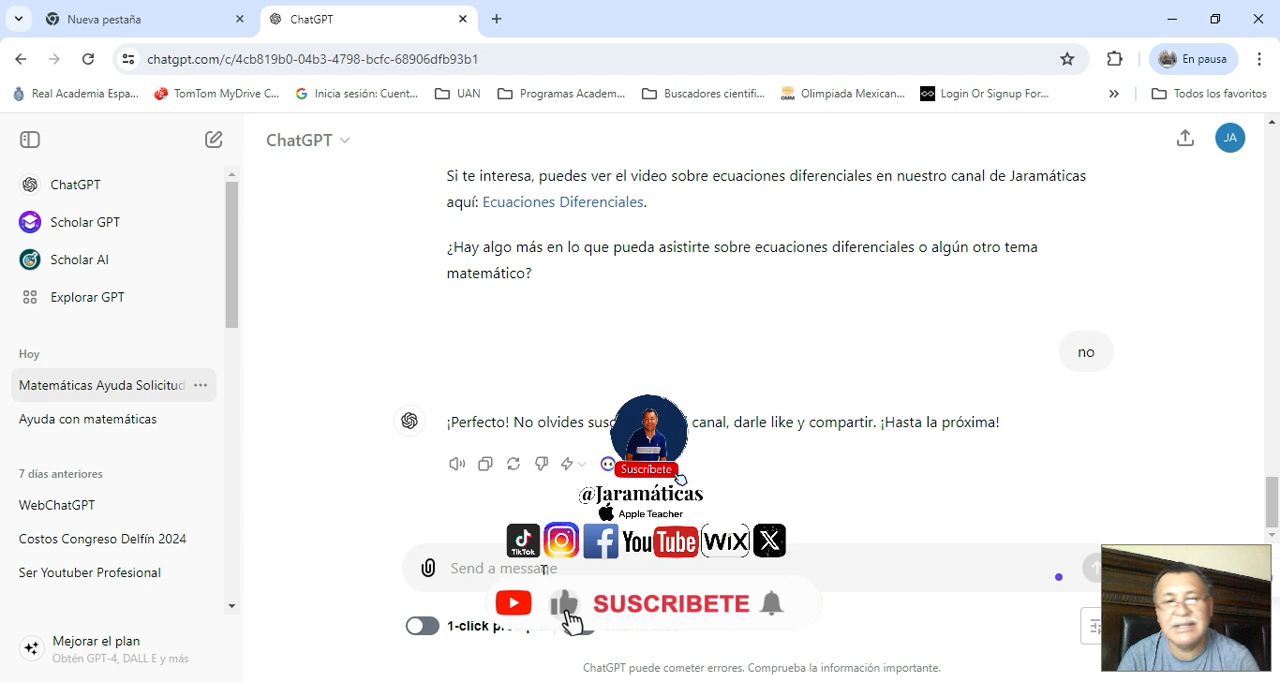 Nueva pestaña
ChatGPT
chatgpt.com/c/4cb819b0-04b3-4798-bcfc-68906dfb93b1
En pausa
Real Academia Espa...
TomTom MyDrive C...
Inicia sesión: Cuent...
UAN
Programas Academ...
Buscadores cientifi...
Olimpiada Mexican...
Login Or Signup For...
»
Todos los favoritos
ChatGPT
JA
ChatGPT
Scholar GPT
Scholar AI
Explorar GPT
Hoy
Matemáticas Ayuda Solicitud
Ayuda con matemáticas
7 días anteriores
WebChatGPT
Costos Congreso Delfín 2024
Ser Youtuber Profesional
Mejorar el plan
Obtén GPT-4, DALL E y más
Si te interesa, puedes ver el video sobre ecuaciones diferenciales en nuestro canal de Jaramáticas
aquí: Ecuaciones Diferenciales.
¿Hay algo más en lo que pueda asistirte sobre ecuaciones diferenciales o algún otro tema
matemático?
no
¡Perfecto! No olvides canal, darle like y compartir. ¡Hasta la próxima!
Suscríbete
@Jaramáticas
Apple Teacher
TikTok
YouTube
WiX
X
Send a message
SUSCRIBETE
1-click
ChatGPT puede cometer errores. Comprueba la información importante.